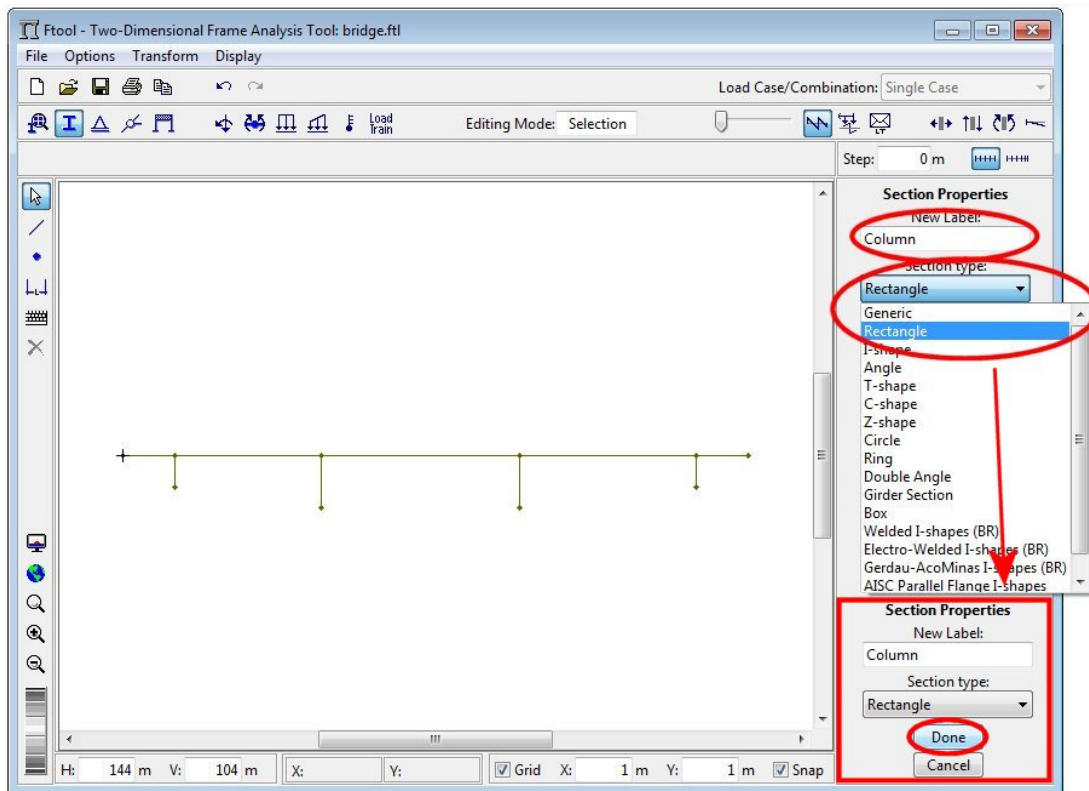 Ftool - Two-Dimensional Frame Analysis Tool: bridge.ftl
File Options Transform Display
Load Case/Combination: Single Case
Load Train
Editing Mode: Selection
LT
Step: 0 m
Section Properties
New Label:
Column
Section type:
Rectangle
Generic
Rectangle
I-shape
Angle
T-shape
C-shape
Z-shape
Circle
Ring
Double Angle
Girder Section
Box
Welded I-shapes (BR)
Electro-Welded I-shapes (BR)
Gerdau-AcoMinas I-shapes (BR)
AISC Parallel Flange I-shapes
Section Properties
New Label:
Column
Section type:
Rectangle
Done
Cancel
H: 144 m V: 104 m X: Y: Grid X: 1 m Y: 1 m Snap